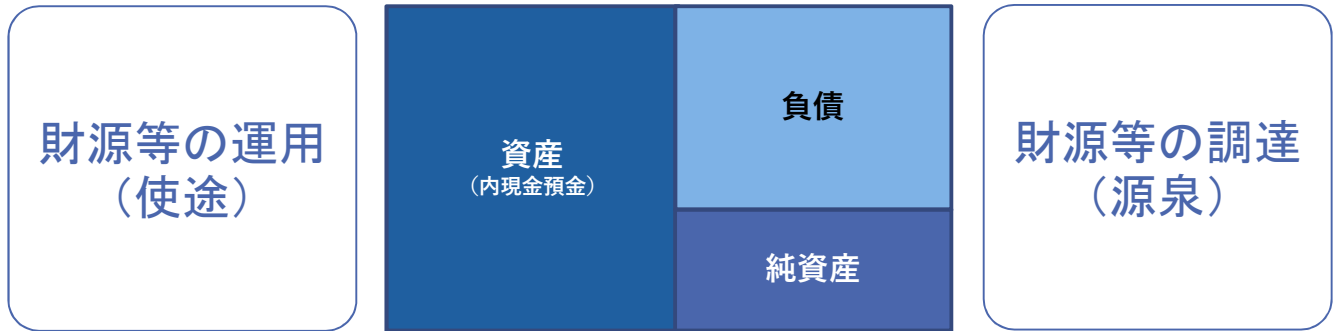 財源等の運用
（使途）
資産
（内現金預金）
負債
純資産
財源等の調達
（源泉）